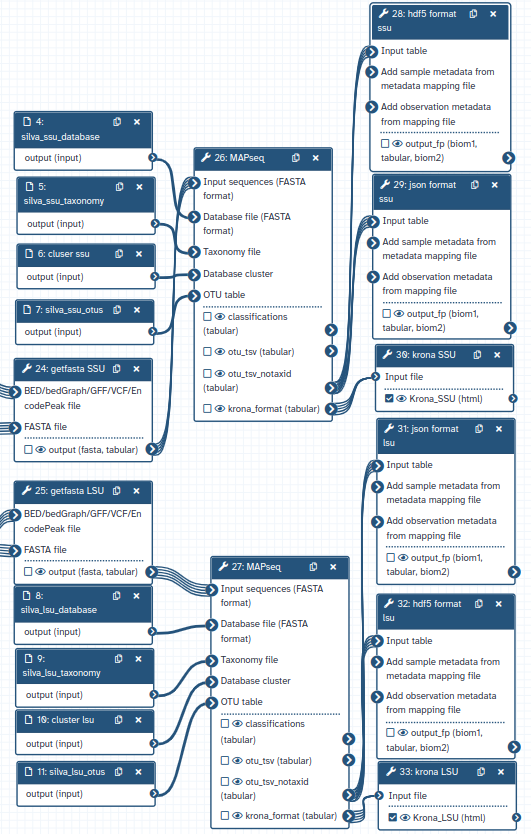 28: hdf5 format
ssu
Input table
Add sample metadata from
metadata mapping file
Add observation metadata
from metadata mapping
file
output_fp (biom1,
tabular, biom2)
4:
silva_ssu_database
output (input)
5:
silva_ssu_taxonomy
output (input)
6: cluser ssu
output (input)
7: silva_ssu_otus
output (input)
24: getfasta SSU
BED/bedGraph/GFF/VCF/En
codePeak file
FASTA file
output (fasta, tabular)
25: getfasta LSU
BED/bedGraph/GFF/VCF/En
codePeak file
FASTA file
output (fasta, tabular)
8:
silva_lsu_database
output (input)
9:
silva_lsu_taxonomy
output (input)
10: cluster lsu
output (input)
11: silva_lsu_otus
output (input)
26: MAPseq
Input sequences (FASTA
format)
Database file (FASTA
format)
Taxonomy file
Database cluster
OTU table
classifications
(tabular)
otu_tsv (tabular)
otu_tsv_notaxid
(tabular)
krona_format (tabular)
27: MAPseq
Input sequences (FASTA
format)
Database file (FASTA
format)
Taxonomy file
Database cluster
OTU table
classifications
(tabular)
otu_tsv (tabular)
otu_tsv_notaxid
(tabular)
krona_format (tabular)
29: json format
ssu
Input table
Add sample metadata from
metadata mapping file
Add observation metadata
from metadata mapping file
output_fp (biom1,
tabular, biom2)
30: krona SSU
Input file
Krona_SSU (html)
31: json format
lsu
Input table
Add sample metadata from
metadata mapping file
Add observation metadata
from metadata mapping file
output_fp (biom1,
tabular, biom2)
32: hdf5 format
lsu
Input table
Add sample metadata from
metadata mapping file
Add observation metadata
from metadata mapping file
output_fp (biom1,
tabular, biom2)
33: krona LSU
Input file
Krona_LSU (html)